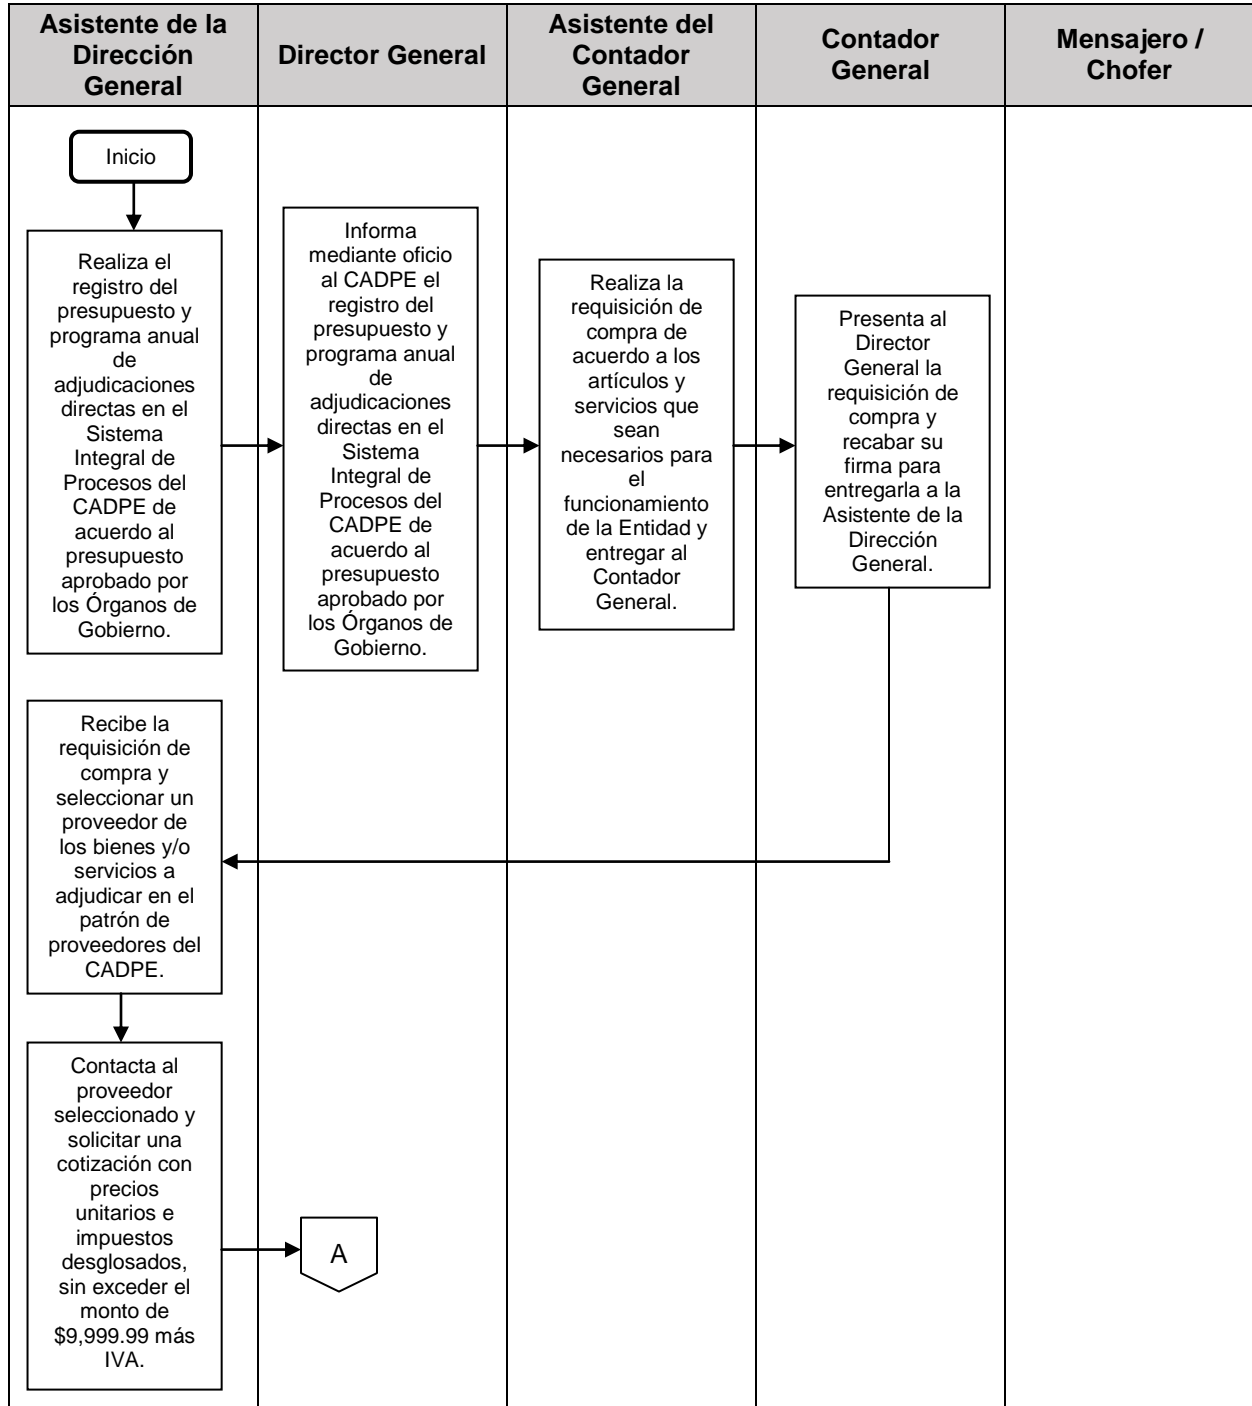 Asistente de la
Dirección
General
Director General
Asistente del
Contador
General
Contador
General
Mensajero /
Chofer
Inicio
Realiza el
registro del
presupuesto y
programa anual
de
adjudicaciones
directas en el
Sistema
Integral de
Procesos del
CADPE de
acuerdo al
presupuesto
aprobado por
los Órganos de
Gobierno.
Informa
mediante oficio
al CADPE el
registro del
presupuesto y
programa anual
de
adjudicaciones
directas en el
Sistema
Integral de
Procesos del
CADPE de
acuerdo al
presupuesto
aprobado por
los Órganos de
Gobierno.
Realiza la
requisición de
compra de
acuerdo a los
artículos y
servicios que
sean
necesarios para
el
funcionamiento
de la Entidad y
entregar al
Contador
General.
Presenta al
Director
General la
requisición de
compra y
recabar su
firma para
entregarla a la
Asistente de la
Dirección
General.
Recibe la
requisición de
compra y
seleccionar un
proveedor de
los bienes y/o
servicios a
adjudicar en el
patrón de
proveedores del
CADPE.
Contacta al
proveedor
seleccionado y
solicitar una
cotización con
precios
unitarios e
impuestos
desglosados,
sin exceder el
monto de
$9,999.99 más
IVA.
A